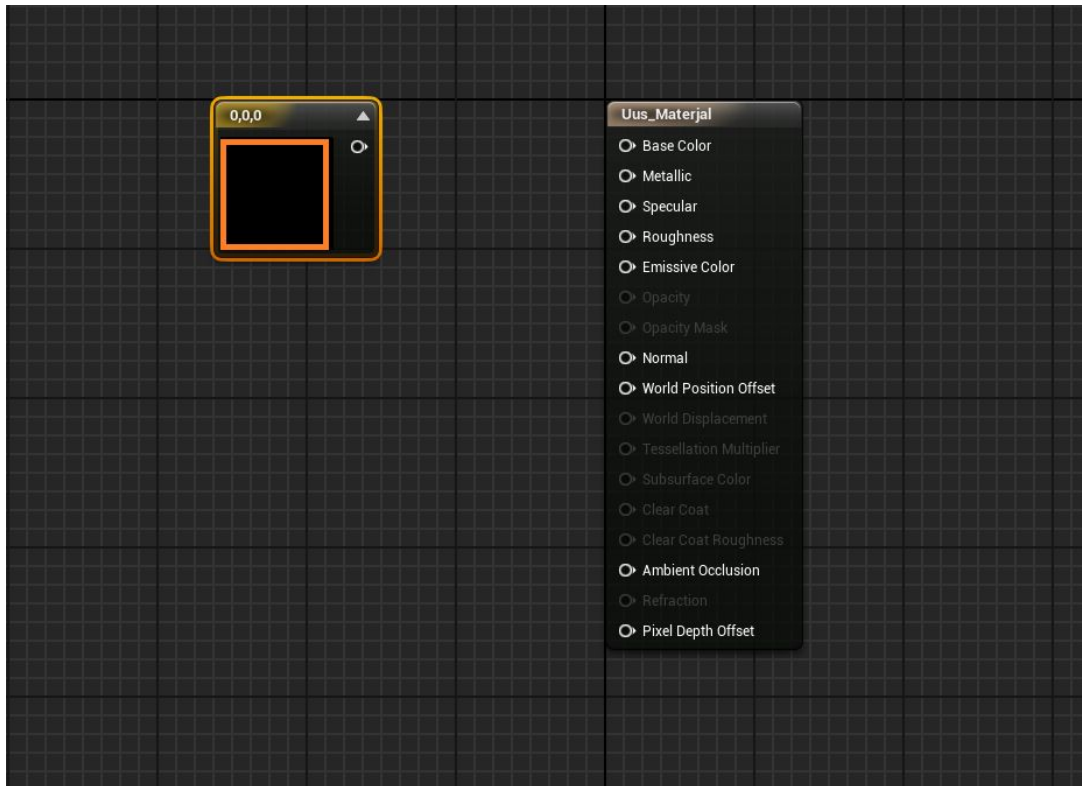 0,0,0
Uus_Materjal
Base Color
Metallic
Specular
Roughness
Emissive Color
Opacity
Opacity Mask
Normal
World Position Offset
World Displacement
Tessellation Multiplier
Subsurface Color
Clear Coat
Clear Coat Roughness
Ambient Occlusion
Refraction
Pixel Depth Offset